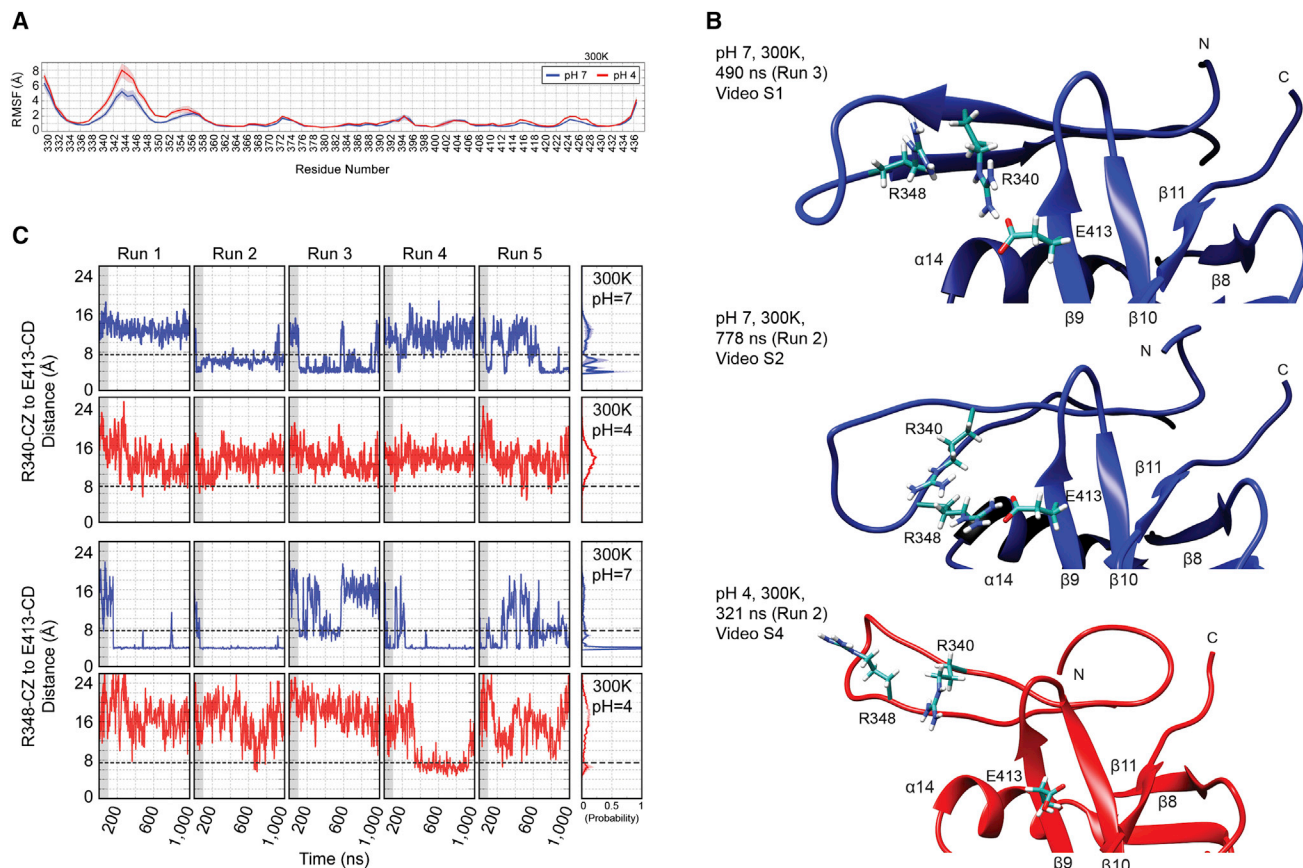 A
300K
pH 7 pH 4
RMSF (Å)
8
6
4
2
330 332 334 336 338 340 342 344 346 348 350 352 354 356 358 360 362 364 366 368 370 372 374 376 378 380 382 384 386 388 390 392 394 396 398 400 402 404 406 408 410 412 414 416 418 420 422 424 426 428 430 432 434 436
Residue Number
B
pH 7, 300K,
490 ns (Run 3)
Video S1
N
C
R348
R340
β11
E413
α14
β8
β9
β10
pH 7, 300K,
778 ns (Run 2)
Video S2
N
C
R340
β11
E413
R348
β8
α14
β9
β10
pH 4, 300K,
321 ns (Run 2)
Video S4
R340
N
C
R348
β11
E413
α14
β8
β9
β10
C
Run 1 Run 2 Run 3 Run 4 Run 5
R340-CZ to E413-CD
Distance (Å)
24
16
8
0
300K
pH=7
24
16
8
0
300K
pH=4
R348-CZ to E413-CD
Distance (Å)
24
16
8
0
300K
pH=7
24
16
8
0
300K
pH=4
200 600 1,000 200 600 1,000 200 600 1,000 200 600 1,000 200 600 1,000
0 0.5 1
(Probability)
Time (ns)